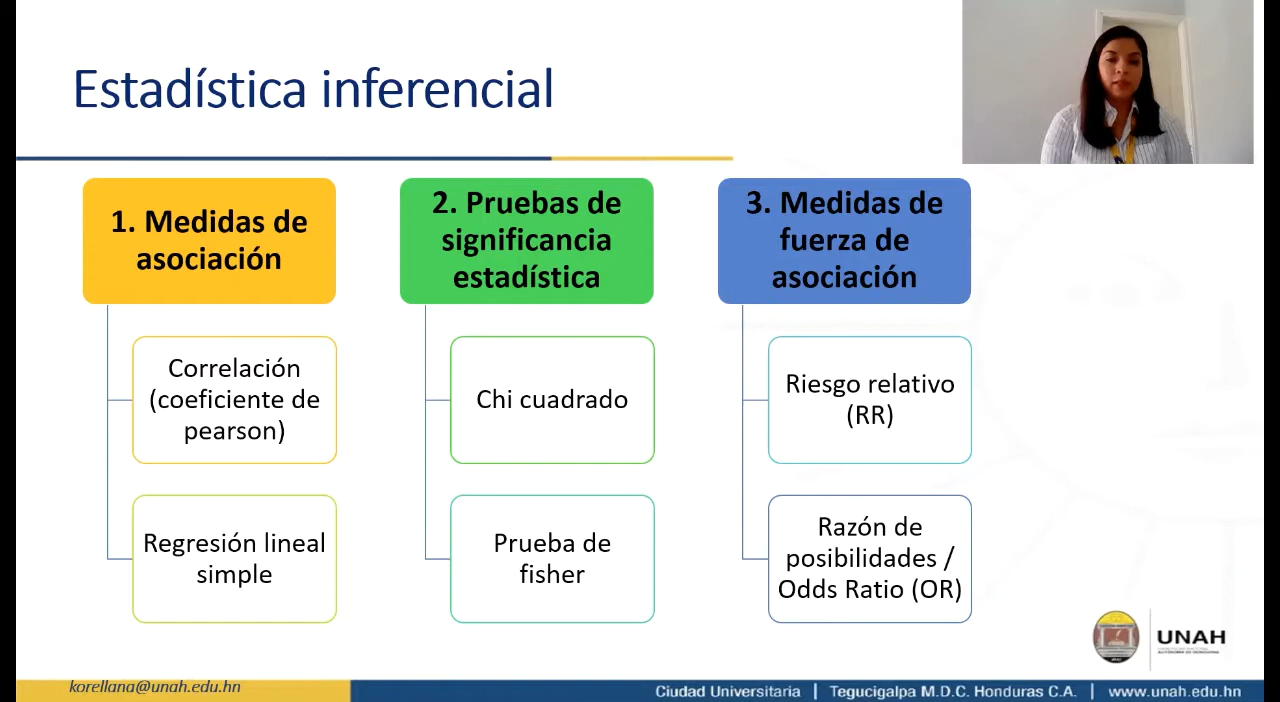 Estadística inferencial
1. Medidas de
asociación
Correlación
(coeficiente de
pearson)
Regresión lineal
simple
2. Pruebas de
significancia
estadística
Chi cuadrado
Prueba de
fisher
3. Medidas de
fuerza de
asociación
Riesgo relativo
(RR)
Razón de
posibilidades /
Odds Ratio (OR)
UNAH
korellana@unah.edu.hn
Ciudad Universitaria | Tegucigalpa M.D.C. Honduras C.A. | www.unah.edu.hn